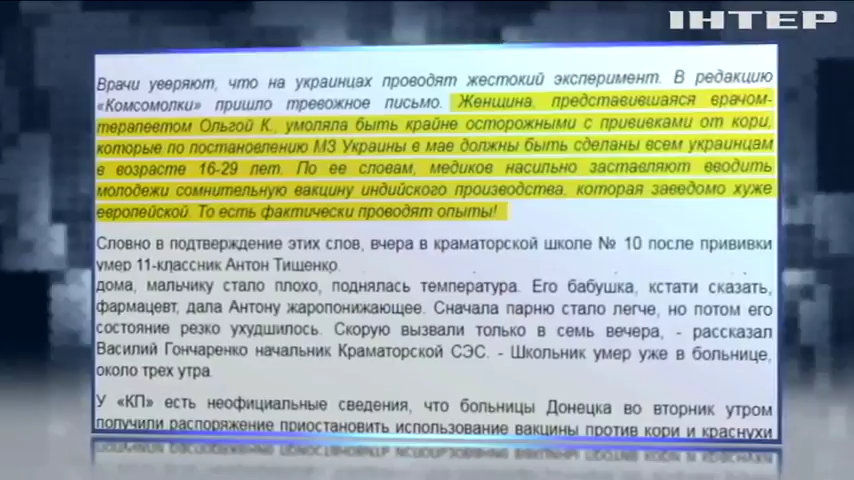 ІНТЕР
Врачи уверяют, что на украинцах проводят жестокий эксперимент. В редакцию
«Комсомолки» пришло тревожное письмо. Женщина, представившаяся врачом-
терапевтом Ольгой К., умоляла быть крайне осторожными с прививками от кори,
которые по постановлению МЗ Украины в мае должны быть сделаны всем украинцам
в возрасте 16-29 лет. По ее словам, медиков насильно заставляют вводить
молодежи сомнительную вакцину индийского производства, которая заведомо хуже
европейской. То есть фактически проводят опыты!
Словно в подтверждение этих слов, вчера в краматорской школе № 10 после прививки
умер 11-классник Антон Тищенко.
дома, мальчику стало плохо, поднялась температура. Его бабушка, кстати сказать,
фармацевт, дала Антону жаропонижающее. Сначала парню стало легче, но потом его
состояние резко ухудшилось. Скорую вызвали только в семь вечера, - рассказал
Василий Гончаренко начальник Краматорской СЭС. - Школьник умер уже в больнице,
около трех утра.
У «КП» есть неофициальные сведения, что больницы Донецка во вторник утром
получили распоряжение приостановить использование вакцины против кори и краснухи